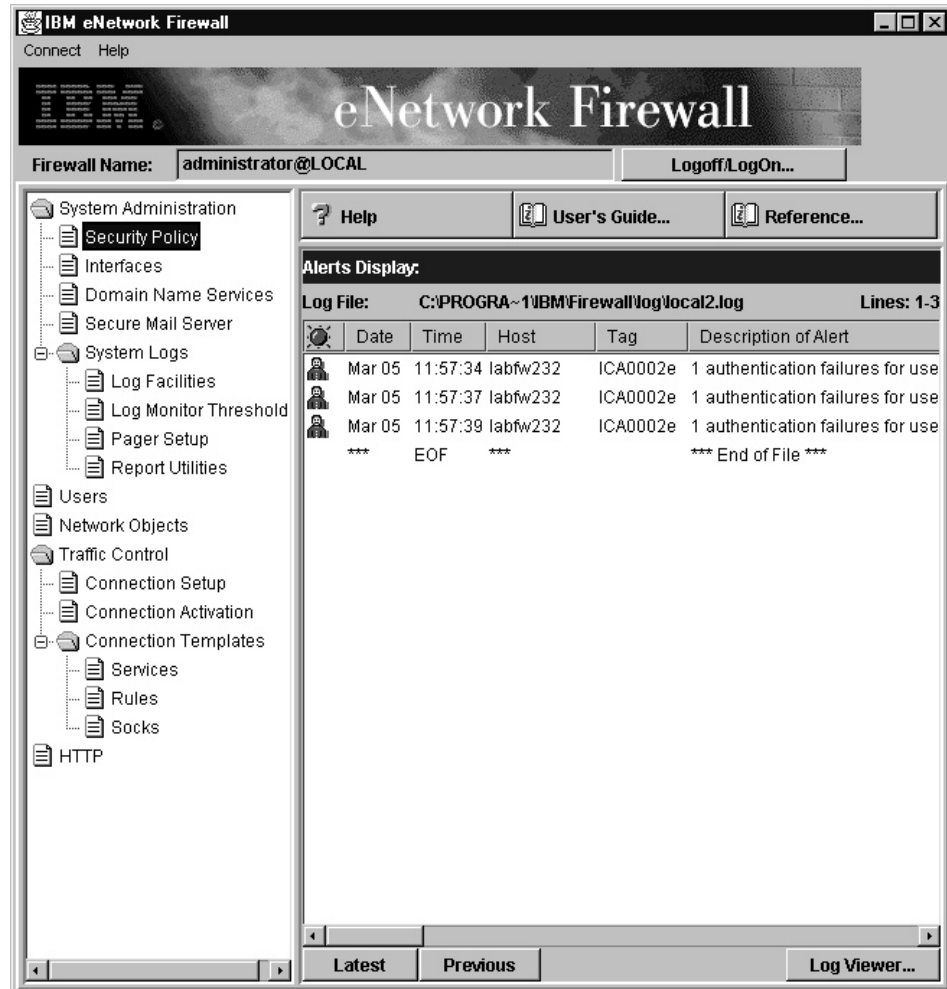 IBM eNetwork Firewall
Connect Help
IBM eNetwork Firewall
Firewall Name: administrator@LOCAL Logoff/LogOn...
System Administration
Security Policy
Interfaces
Domain Name Services
Secure Mail Server
System Logs
Log Facilities
Log Monitor Threshold
Pager Setup
Report Utilities
Users
Network Objects
Traffic Control
Connection Setup
Connection Activation
Connection Templates
Services
Rules
Socks
HTTP
Help User's Guide... Reference...
Alerts Display:
Log File: C:\PROGRA~1\IBM\Firewall\log\local2.log Lines: 1-3
Date Time Host Tag Description of Alert
Mar 05 11:57:34 labfw232 ICA0002e 1 authentication failures for use
Mar 05 11:57:37 labfw232 ICA0002e 1 authentication failures for use
Mar 05 11:57:39 labfw232 ICA0002e 1 authentication failures for use
*** EOF *** *** End of File ***
Latest Previous Log Viewer...